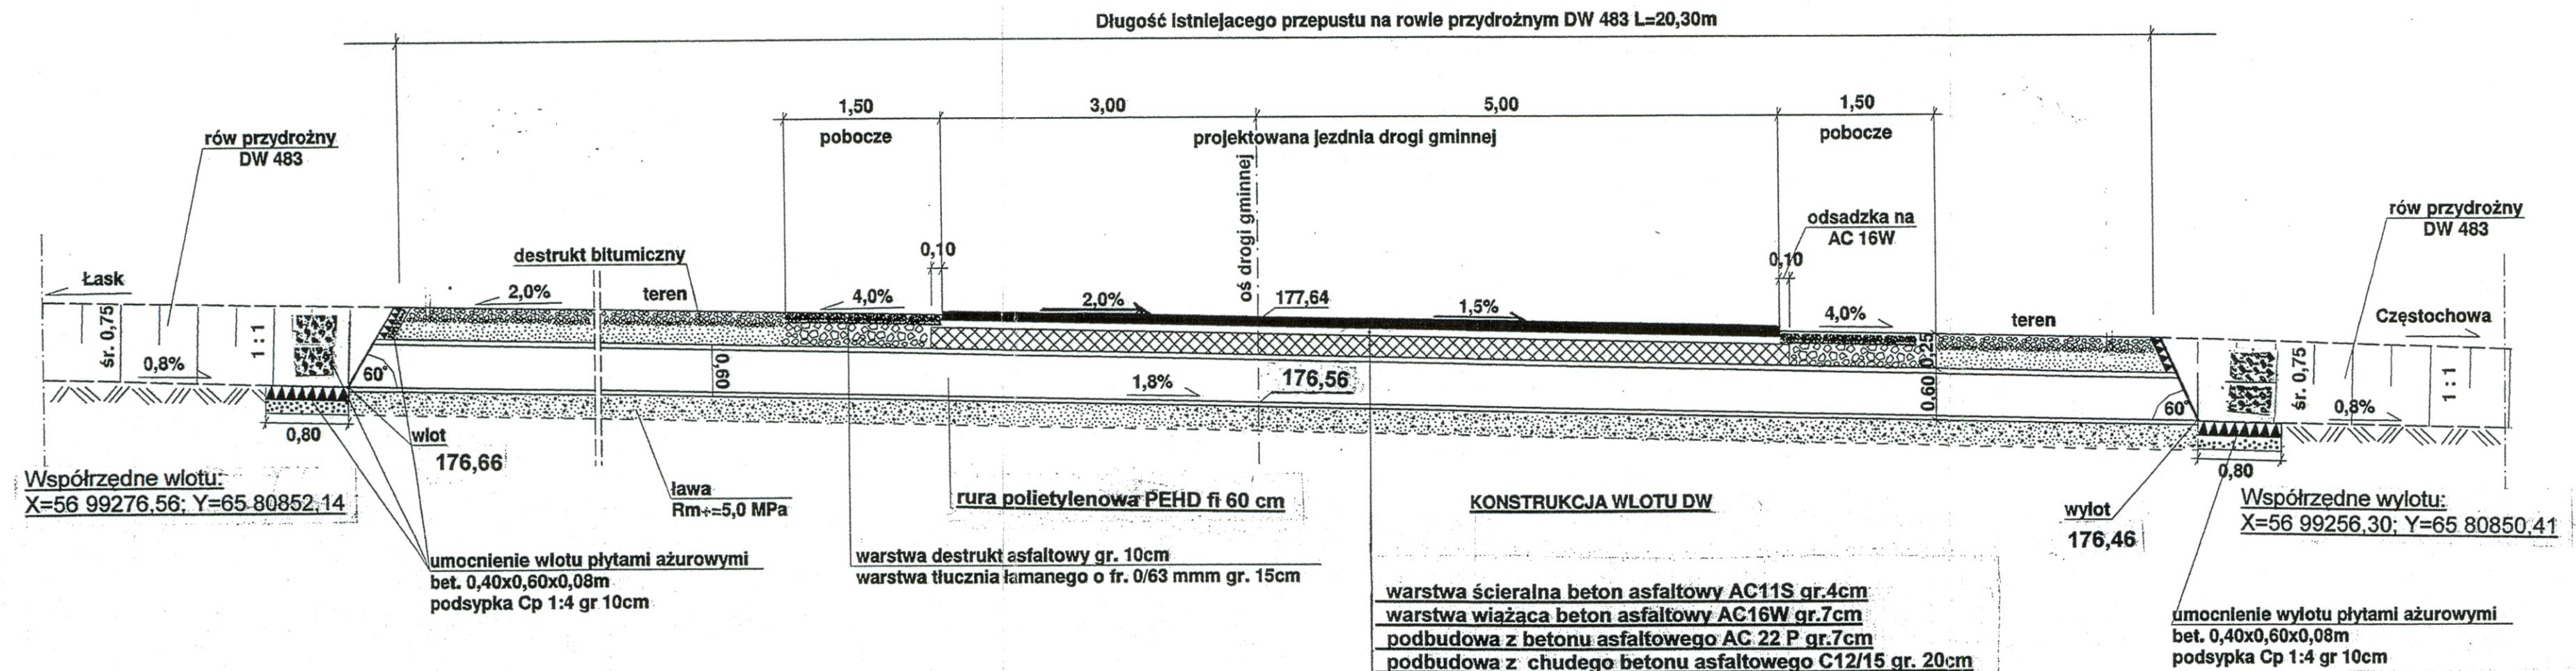 Długość istniejacego przepustu na rowie przydrożnym DW 483 L=20,30m
1,50
3,00
5,00
1,50
pobocze
projektowana jezdnia drogi gminnej
pobocze
rów przydrożny
DW 483
oś drogi gminnej
odsadzka na
AC 16W
rów przydrożny
DW 483
destrukt bitumiczny
0,10
0,10
Łask
2,0%
teren
4,0%
2,0%
177,64
1,5%
4,0%
teren
Częstochowa
śr. 0,75
0,8%
1 : 1
60°
0,60
1,8%
176,56
0,25
0,60
60°
śr. 0,75
0,8%
1 : 1
0,80
wlot
176,66
0,80
Współrzędne wlotu:
X=56 99276,56; Y=65 80852,14
ława
Rm÷=5,0 MPa
rura polietylenowa PEHD fi 60 cm
KONSTRUKCJA WLOTU DW
wylot
176,46
Współrzędne wylotu:
X=56 99256,30; Y=65 80850,41
umocnienie wlotu płytami ażurowymi
bet. 0,40x0,60x0,08m
podsypka Cp 1:4 gr 10cm
warstwa destrukt asfaltowy gr. 10cm
warstwa tłucznia łamanego o fr. 0/63 mmm gr. 15cm
warstwa ścieralna beton asfaltowy AC11S gr.4cm
warstwa wiążąca beton asfaltowy AC16W gr.7cm
podbudowa z betonu asfaltowego AC 22 P gr.7cm
podbudowa z chudego betonu asfaltowego C12/15 gr. 20cm
umocnienie wylotu płytami ażurowymi
bet. 0,40x0,60x0,08m
podsypka Cp 1:4 gr 10cm